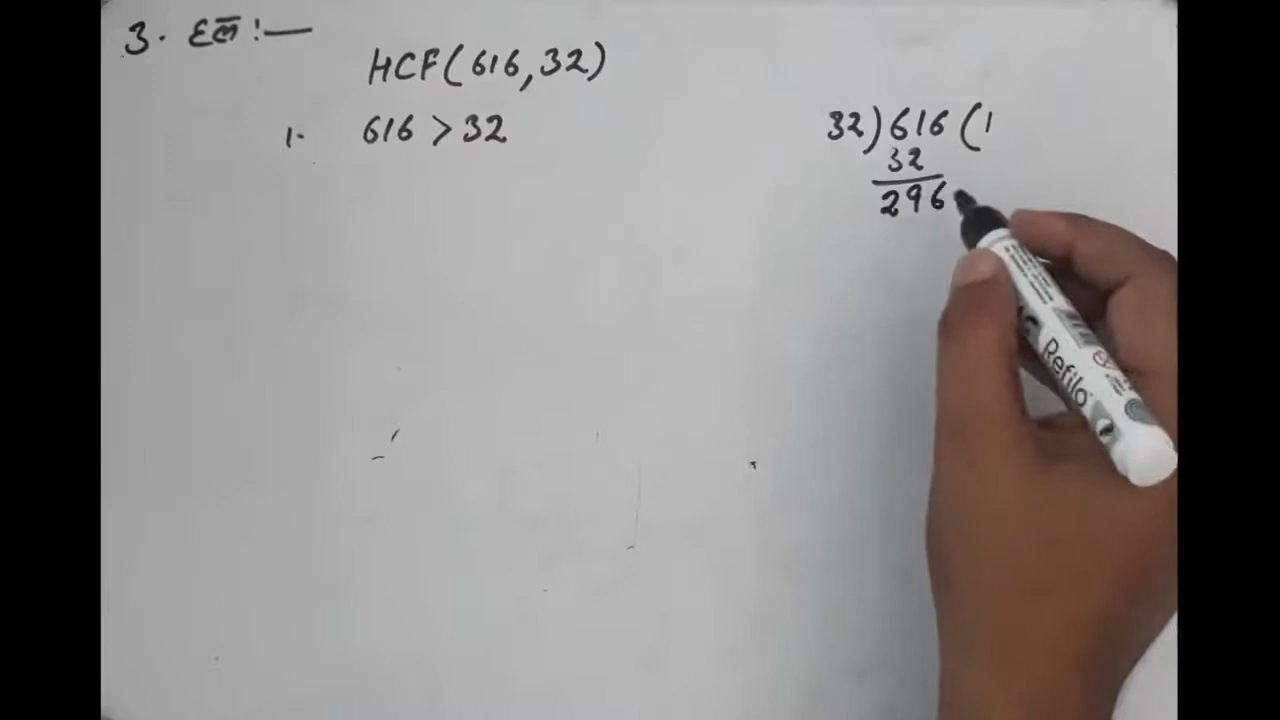 3. हल :—
HCF(616,32)
1. 616 > 32
32)616(1
32
296
Refilo